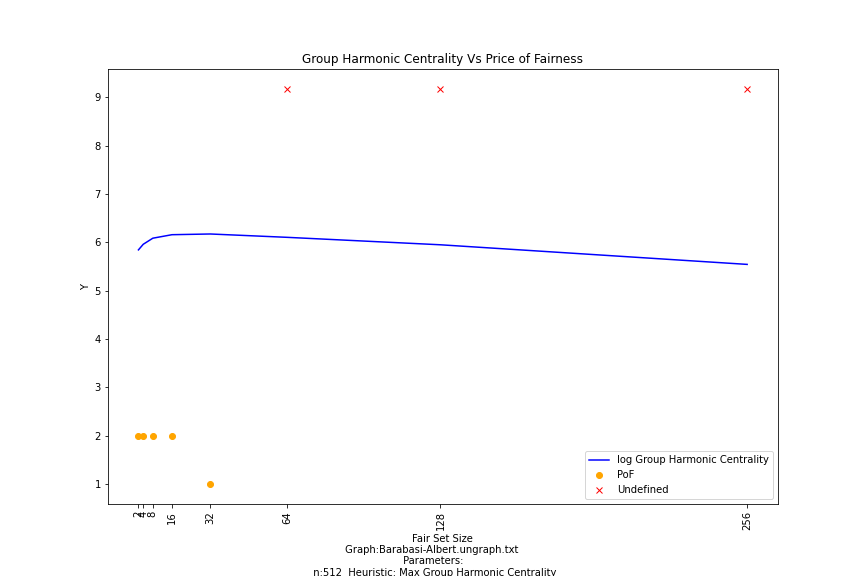 Group Harmonic Centrality Vs Price of Fairness
9
8
7
6
5
4
3
2
1
Y
log Group Harmonic Centrality
PoF
Undefined
2 4 8 16 32 64 128 256
Fair Set Size
Graph:Barabasi-Albert.ungraph.txt
Parameters:
n:512 Heuristic: Max Group Harmonic Centrality